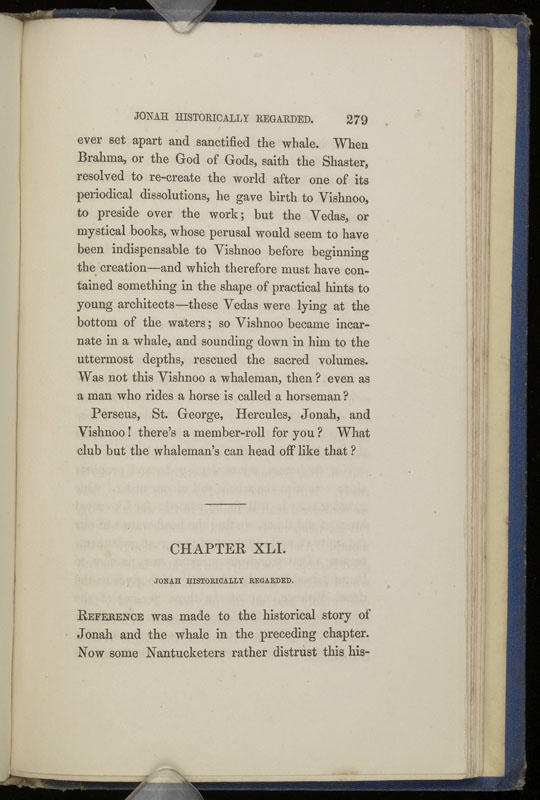 JONAH HISTORICALLY REGARDED. 279
ever set apart and sanctified the whale. When
Brahma, or the God of Gods, saith the Shaster,
resolved to re-create the world after one of its
periodical dissolutions, he gave birth to Vishnoo,
to preside over the work; but the Vedas, or
mystical books, whose perusal would seem to have
been indispensable to Vishnoo before beginning
the creation—and which therefore must have con-
tained something in the shape of practical hints to
young architects—these Vedas were lying at the
bottom of the waters; so Vishnoo became incar-
nate in a whale, and sounding down in him to the
uttermost depths, rescued the sacred volumes.
Was not this Vishnoo a whaleman, then? even as
a man who rides a horse is called a horseman?
Perseus, St. George, Hercules, Jonah, and
Vishnoo! there's a member-roll for you? What
club but the whaleman's can head off like that?
CHAPTER XLI.
JONAH HISTORICALLY REGARDED.
REFERENCE was made to the historical story of
Jonah and the whale in the preceding chapter.
Now some Nantucketers rather distrust this his-